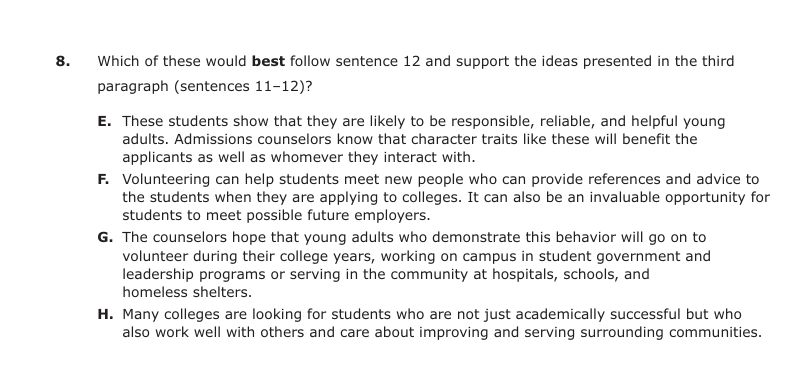 8. Which of these would best follow sentence 12 and support the ideas presented in the third
paragraph (sentences 11–12)?
E. These students show that they are likely to be responsible, reliable, and helpful young
adults. Admissions counselors know that character traits like these will benefit the
applicants as well as whomever they interact with.
F. Volunteering can help students meet new people who can provide references and advice to
the students when they are applying to colleges. It can also be an invaluable opportunity for
students to meet possible future employers.
G. The counselors hope that young adults who demonstrate this behavior will go on to
volunteer during their college years, working on campus in student government and
leadership programs or serving in the community at hospitals, schools, and
homeless shelters.
H. Many colleges are looking for students who are not just academically successful but who
also work well with others and care about improving and serving surrounding communities.